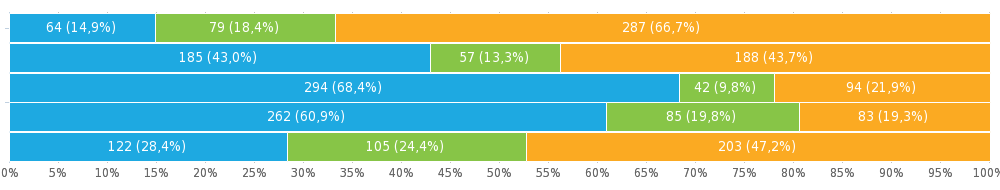 64 (14,9%) 79 (18,4%) 287 (66,7%)
185 (43,0%) 57 (13,3%) 188 (43,7%)
294 (68,4%) 42 (9,8%) 94 (21,9%)
262 (60,9%) 85 (19,8%) 83 (19,3%)
122 (28,4%) 105 (24,4%) 203 (47,2%)
0% 5% 10% 15% 20% 25% 30% 35% 40% 45% 50% 55% 60% 65% 70% 75% 80% 85% 90% 95% 100%